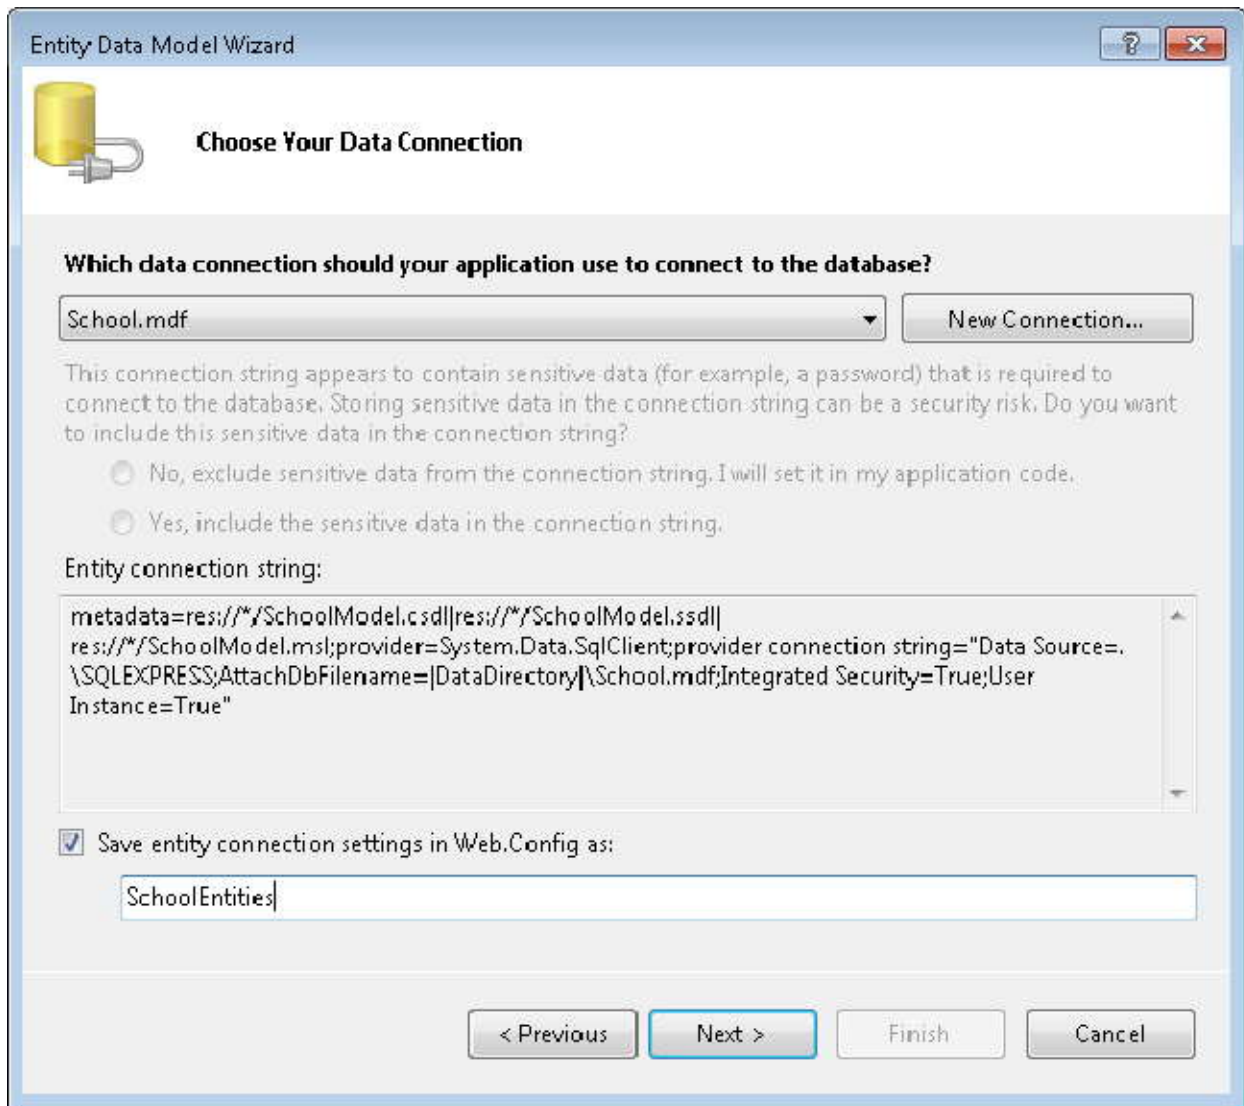 Entity Data Model Wizard
?
Choose Your Data Connection
Which data connection should your application use to connect to the database?
School.mdf
New Connection...
This connection string appears to contain sensitive data (for example, a password) that is required to
connect to the database. Storing sensitive data in the connection string can be a security risk. Do you want
to include this sensitive data in the connection string?
No, exclude sensitive data from the connection string. I will set it in my application code.
Yes, include the sensitive data in the connection string.
Entity connection string:
metadata=res://*/SchoolModel.csdl|res://*/SchoolModel.ssdl|
res://*/SchoolModel.msl;provider=System.Data.SqlClient;provider connection string="Data Source=.
\SQLEXPRESS;AttachDbFilename=|DataDirectory|\School.mdf;Integrated Security=True;User
Instance=True"
Save entity connection settings in Web.Config as:
SchoolEntities
< Previous
Next >
Finish
Cancel